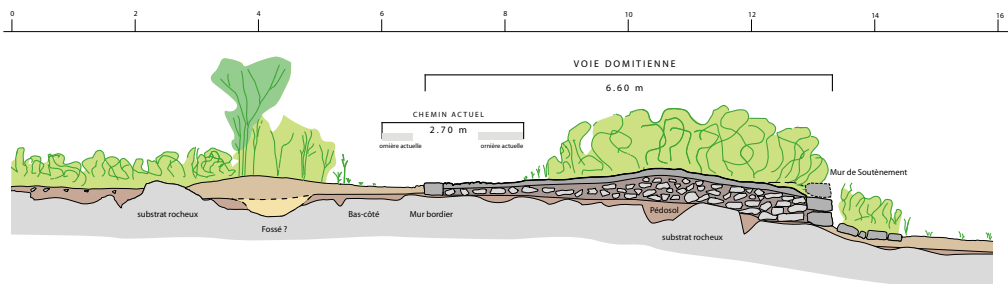 0 2 4 6 8 10 12 14 16
VOIE DOMITIENNE
6.60 m
CHEMIN ACTUEL
2.70 m
ornière actuelle ornière actuelle
Mur de Soutènement
substrat rocheux
Fossé ?
Bas-côté
Mur bordier
Pédosol
substrat rocheux